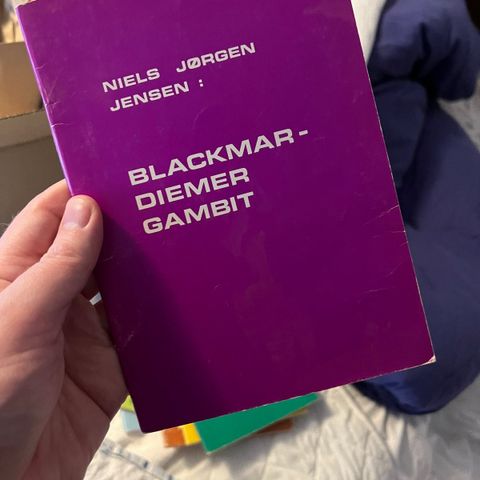 NIELS JØRGEN
JENSEN :
BLACKMAR-
DIEMER
GAMBIT